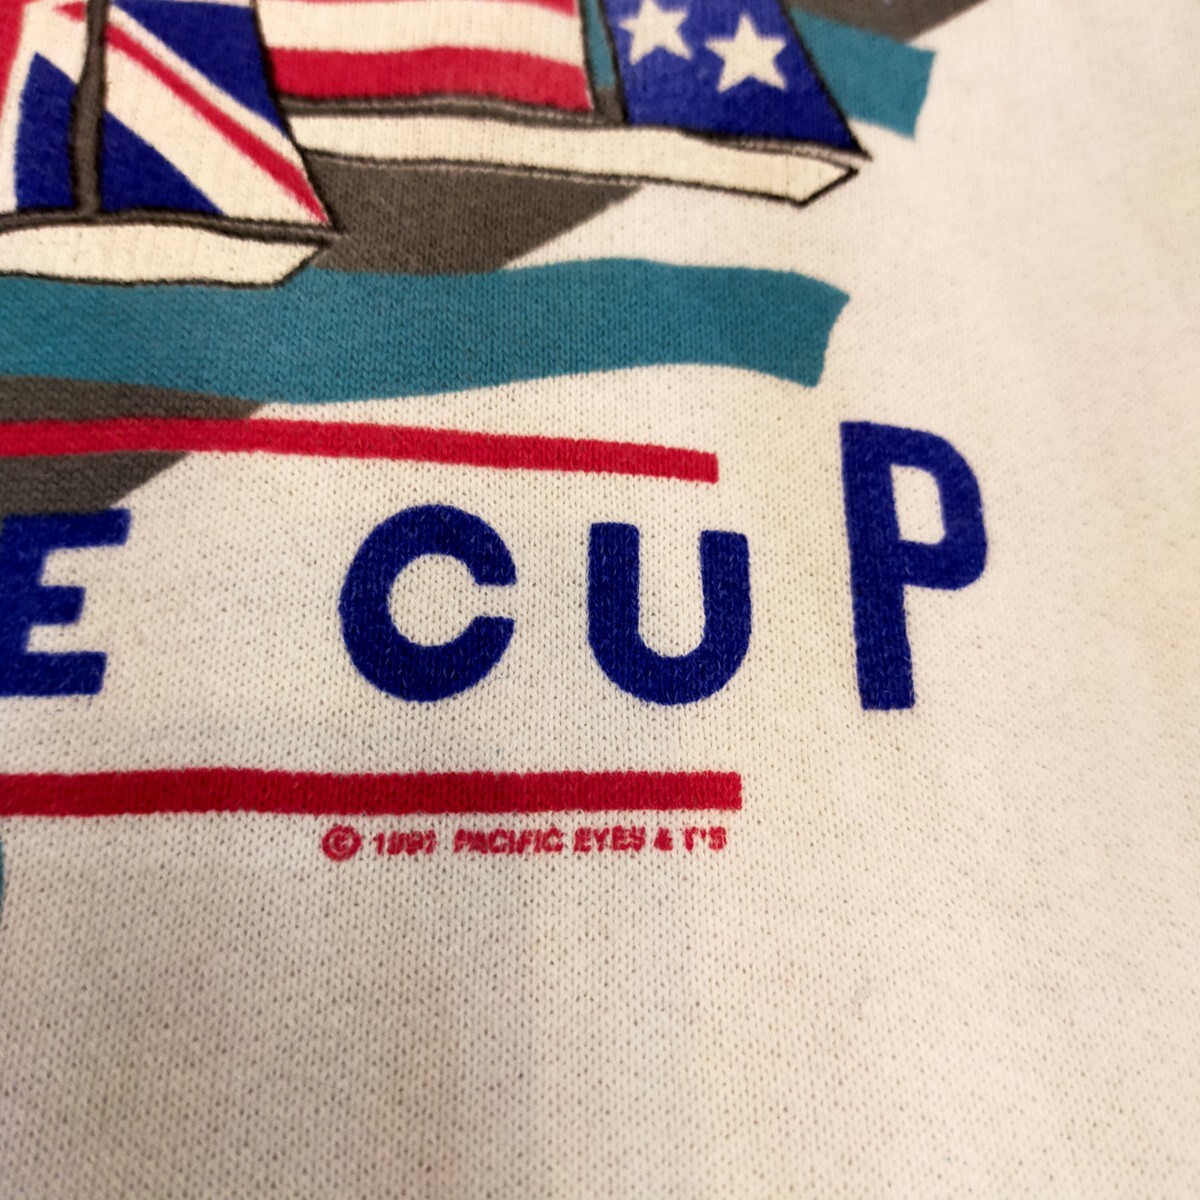 E CUP
© 1991 PACIFIC EYES & T'S